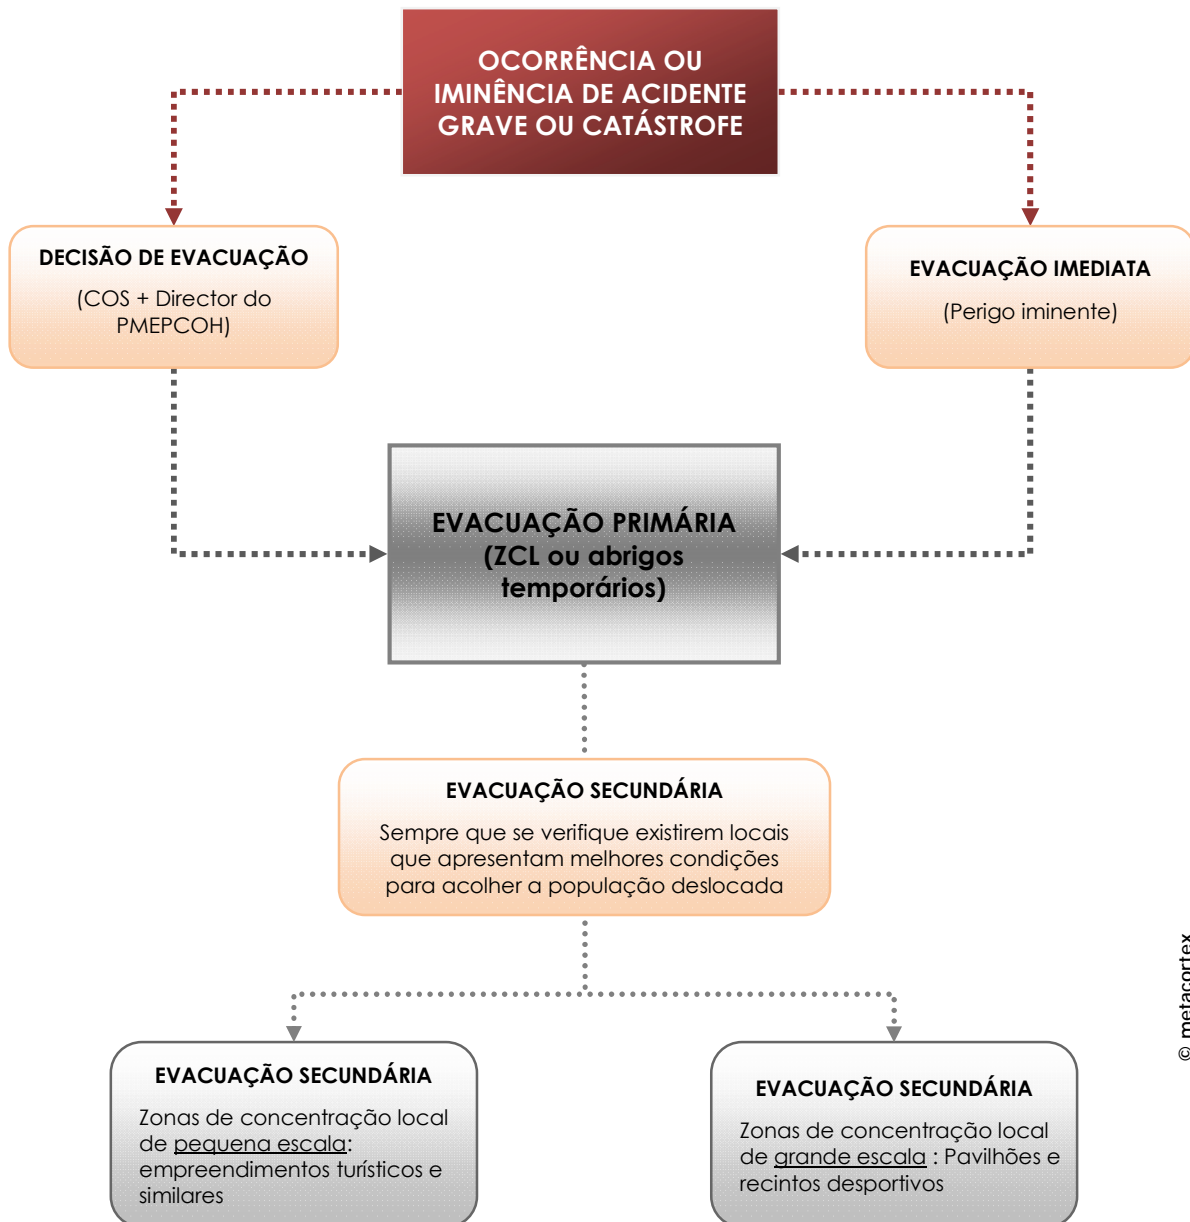 OCORRÊNCIA OU
IMINÊNCIA DE ACIDENTE
GRAVE OU CATÁSTROFE
DECISÃO DE EVACUAÇÃO
(COS + Director do
PMEPCOH)
EVACUAÇÃO IMEDIATA
(Perigo iminente)
EVACUAÇÃO PRIMÁRIA
(ZCL ou abrigos
temporários)
EVACUAÇÃO SECUNDÁRIA
Sempre que se verifique existirem locais
que apresentam melhores condições
para acolher a população deslocada
EVACUAÇÃO SECUNDÁRIA
Zonas de concentração local
de pequena escala:
empreendimentos turísticos e
similares
EVACUAÇÃO SECUNDÁRIA
Zonas de concentração local
de grande escala : Pavilhões e
recintos desportivos
© metacortex